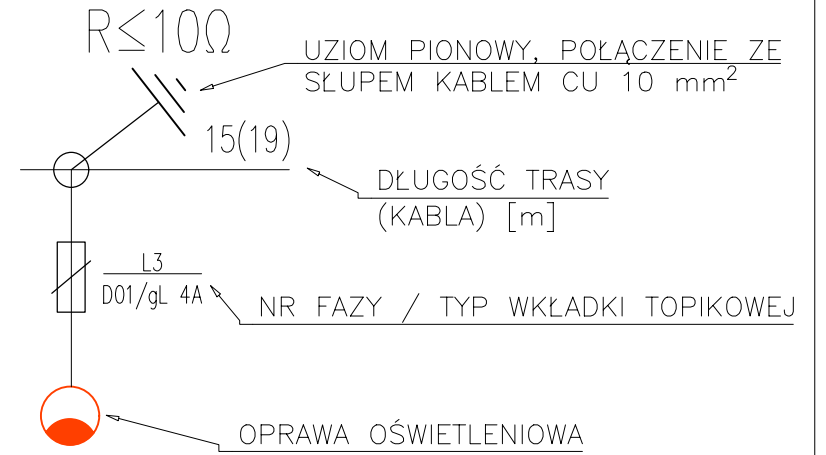 R≤10Ω
UZIOM PIONOWY, POŁĄCZENIE ZE
SŁUPEM KABLEM CU 10 mm²
15(19)
DŁUGOŚĆ TRASY
(KABLA) [m]
L3
D01/gL 4A
NR FAZY / TYP WKŁADKI TOPIKOWEJ
OPRAWA OŚWIETLENIOWA